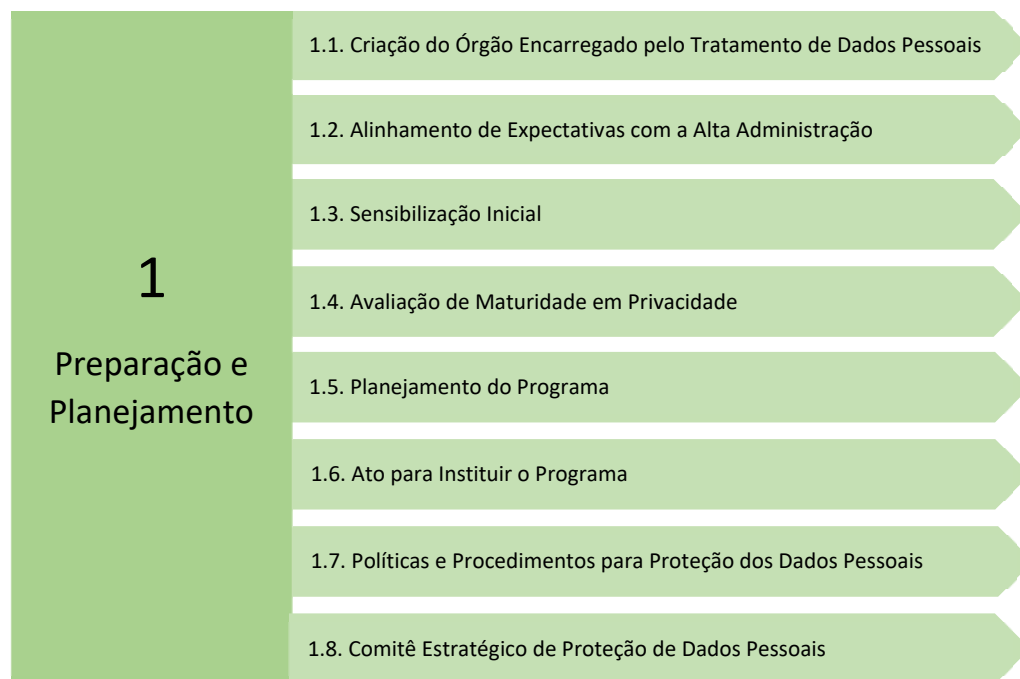 1
Preparação e
Planejamento
1.1. Criação do Órgão Encarregado pelo Tratamento de Dados Pessoais
1.2. Alinhamento de Expectativas com a Alta Administração
1.3. Sensibilização Inicial
1.4. Avaliação de Maturidade em Privacidade
1.5. Planejamento do Programa
1.6. Ato para Instituir o Programa
1.7. Políticas e Procedimentos para Proteção dos Dados Pessoais
1.8. Comitê Estratégico de Proteção de Dados Pessoais